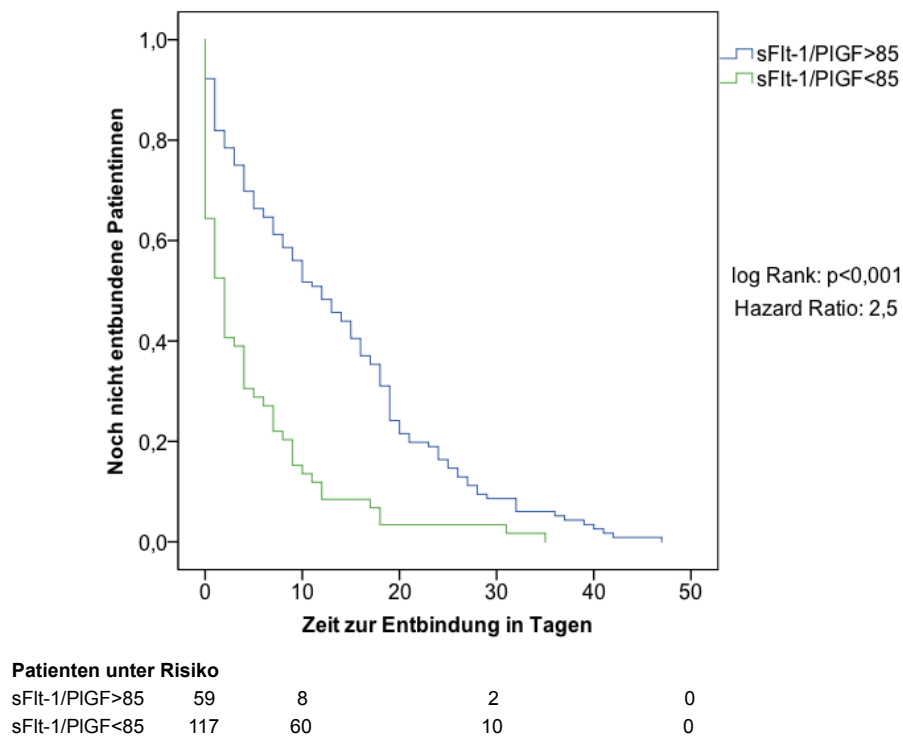 1,0
0,8
0,6
0,4
0,2
0,0
Noch nicht entbundene Patientinnen
0 10 20 30 40 50
Zeit zur Entbindung in Tagen
sFlt-1/PlGF>85
sFlt-1/PlGF<85
log Rank: p<0,001
Hazard Ratio: 2,5
Patienten unter Risiko
sFlt-1/PlGF>85 59 8 2 0
sFlt-1/PlGF<85 117 60 10 0